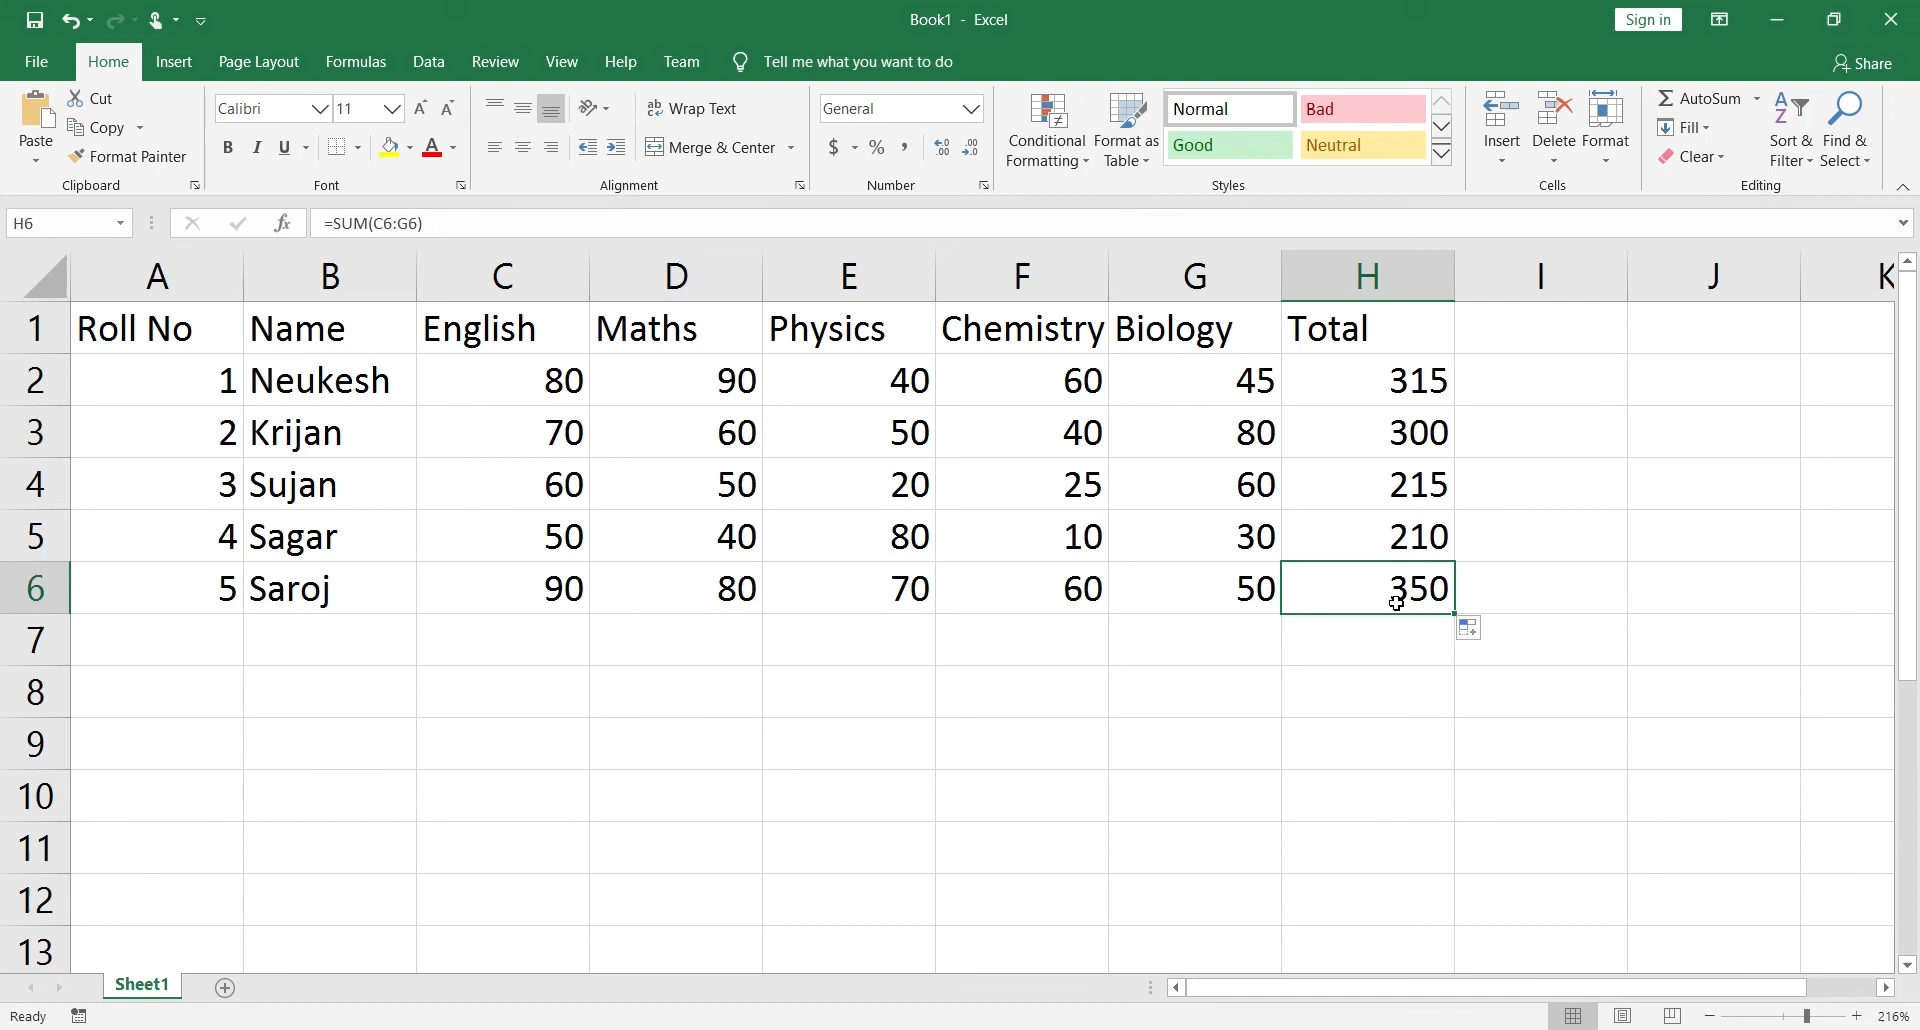 Book1 - Excel
Sign in
File Home Insert Page Layout Formulas Data Review View Help Team Tell me what you want to do Share
Paste Cut Copy Format Painter Clipboard
Calibri 11 B I U A Font
ab Wrap Text Merge & Center Alignment
General $ % , Number
Conditional Formatting Format as Table Normal Bad Good Neutral Styles
Insert Delete Format Cells
AutoSum Fill Clear Sort & Filter Find & Select Editing
H6 fx =SUM(C6:G6)
A B C D E F G H I J K
1 Roll No Name English Maths Physics Chemistry Biology Total
2 1 Neukesh 80 90 40 60 45 315
3 2 Krijan 70 60 50 40 80 300
4 3 Sujan 60 50 20 25 60 215
5 4 Sagar 50 40 80 10 30 210
6 5 Saroj 90 80 70 60 50 350
7
8
9
10
11
12
13
Sheet1
Ready 216%